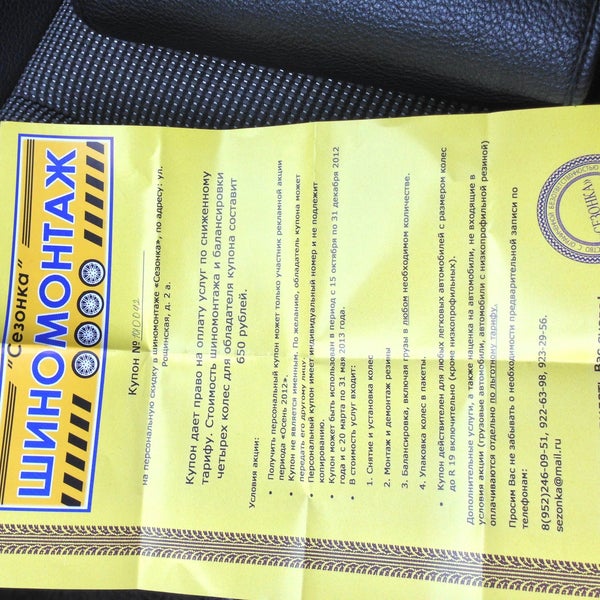 "Сезонка"
ШИНОМОНТАЖ
Купон №
на персональную скидку в шиномонтаже «Сезонка», по адресу: ул.
Рощинская, д. 2 а.
Купон дает право на оплату услуг по сниженному
тарифу. Стоимость шиномонтажа и балансировки
четырех колес для обладателя купона составит
650 рублей.
Условия акции:
• Получить персональный купон может только участник рекламной акции
периода «Осень 2012».
• Купон не является именным. По желанию, обладатель купона может
передать его другому лицу.
• Персональный купон имеет индивидуальный номер и не подлежит
копированию.
• Купон может быть использован в период с 15 октября по 31 декабря 2012
года и с 20 марта по 31 мая 2013 года.
• В стоимость услуг входит:
1. Снятие и установка колес
2. Монтаж и демонтаж резины
3. Балансировка, включая грузы в любом необходимом количестве.
4. Упаковка колес в пакеты.
• Купон действителен для любых легковых автомобилей с размером колес
до R 19 включительно (кроме низкопрофильных).
Дополнительные услуги, а также наценка на автомобили, не входящие в
условия акции (грузовые автомобили, автомобили с низкопрофильной резиной)
оплачиваются отдельно по льготному тарифу.
Просим Вас не забывать о необходимости предварительной записи по
телефонам:
8(952)246-09-51, 922-63-98, 923-29-56.
sezonka@mail.ru
Вас
«СЕЗОНКА»